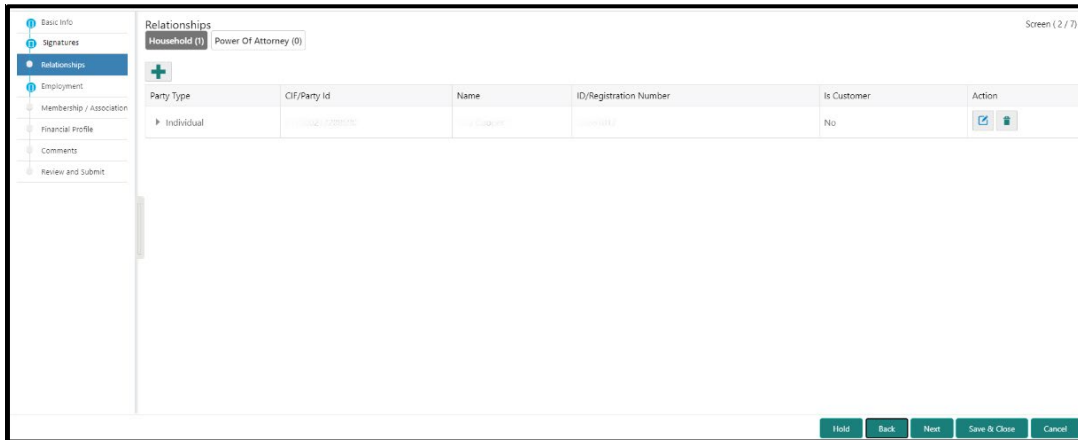 Basic Info
Signatures
Relationships
Employment
Membership / Association
Financial Profile
Comments
Review and Submit
Relationships
Screen ( 2 / 7)
Household (1) Power Of Attorney (0)
Party Type CIF/Party Id Name ID/Registration Number Is Customer Action
Individual No
Hold Back Next Save & Close Cancel